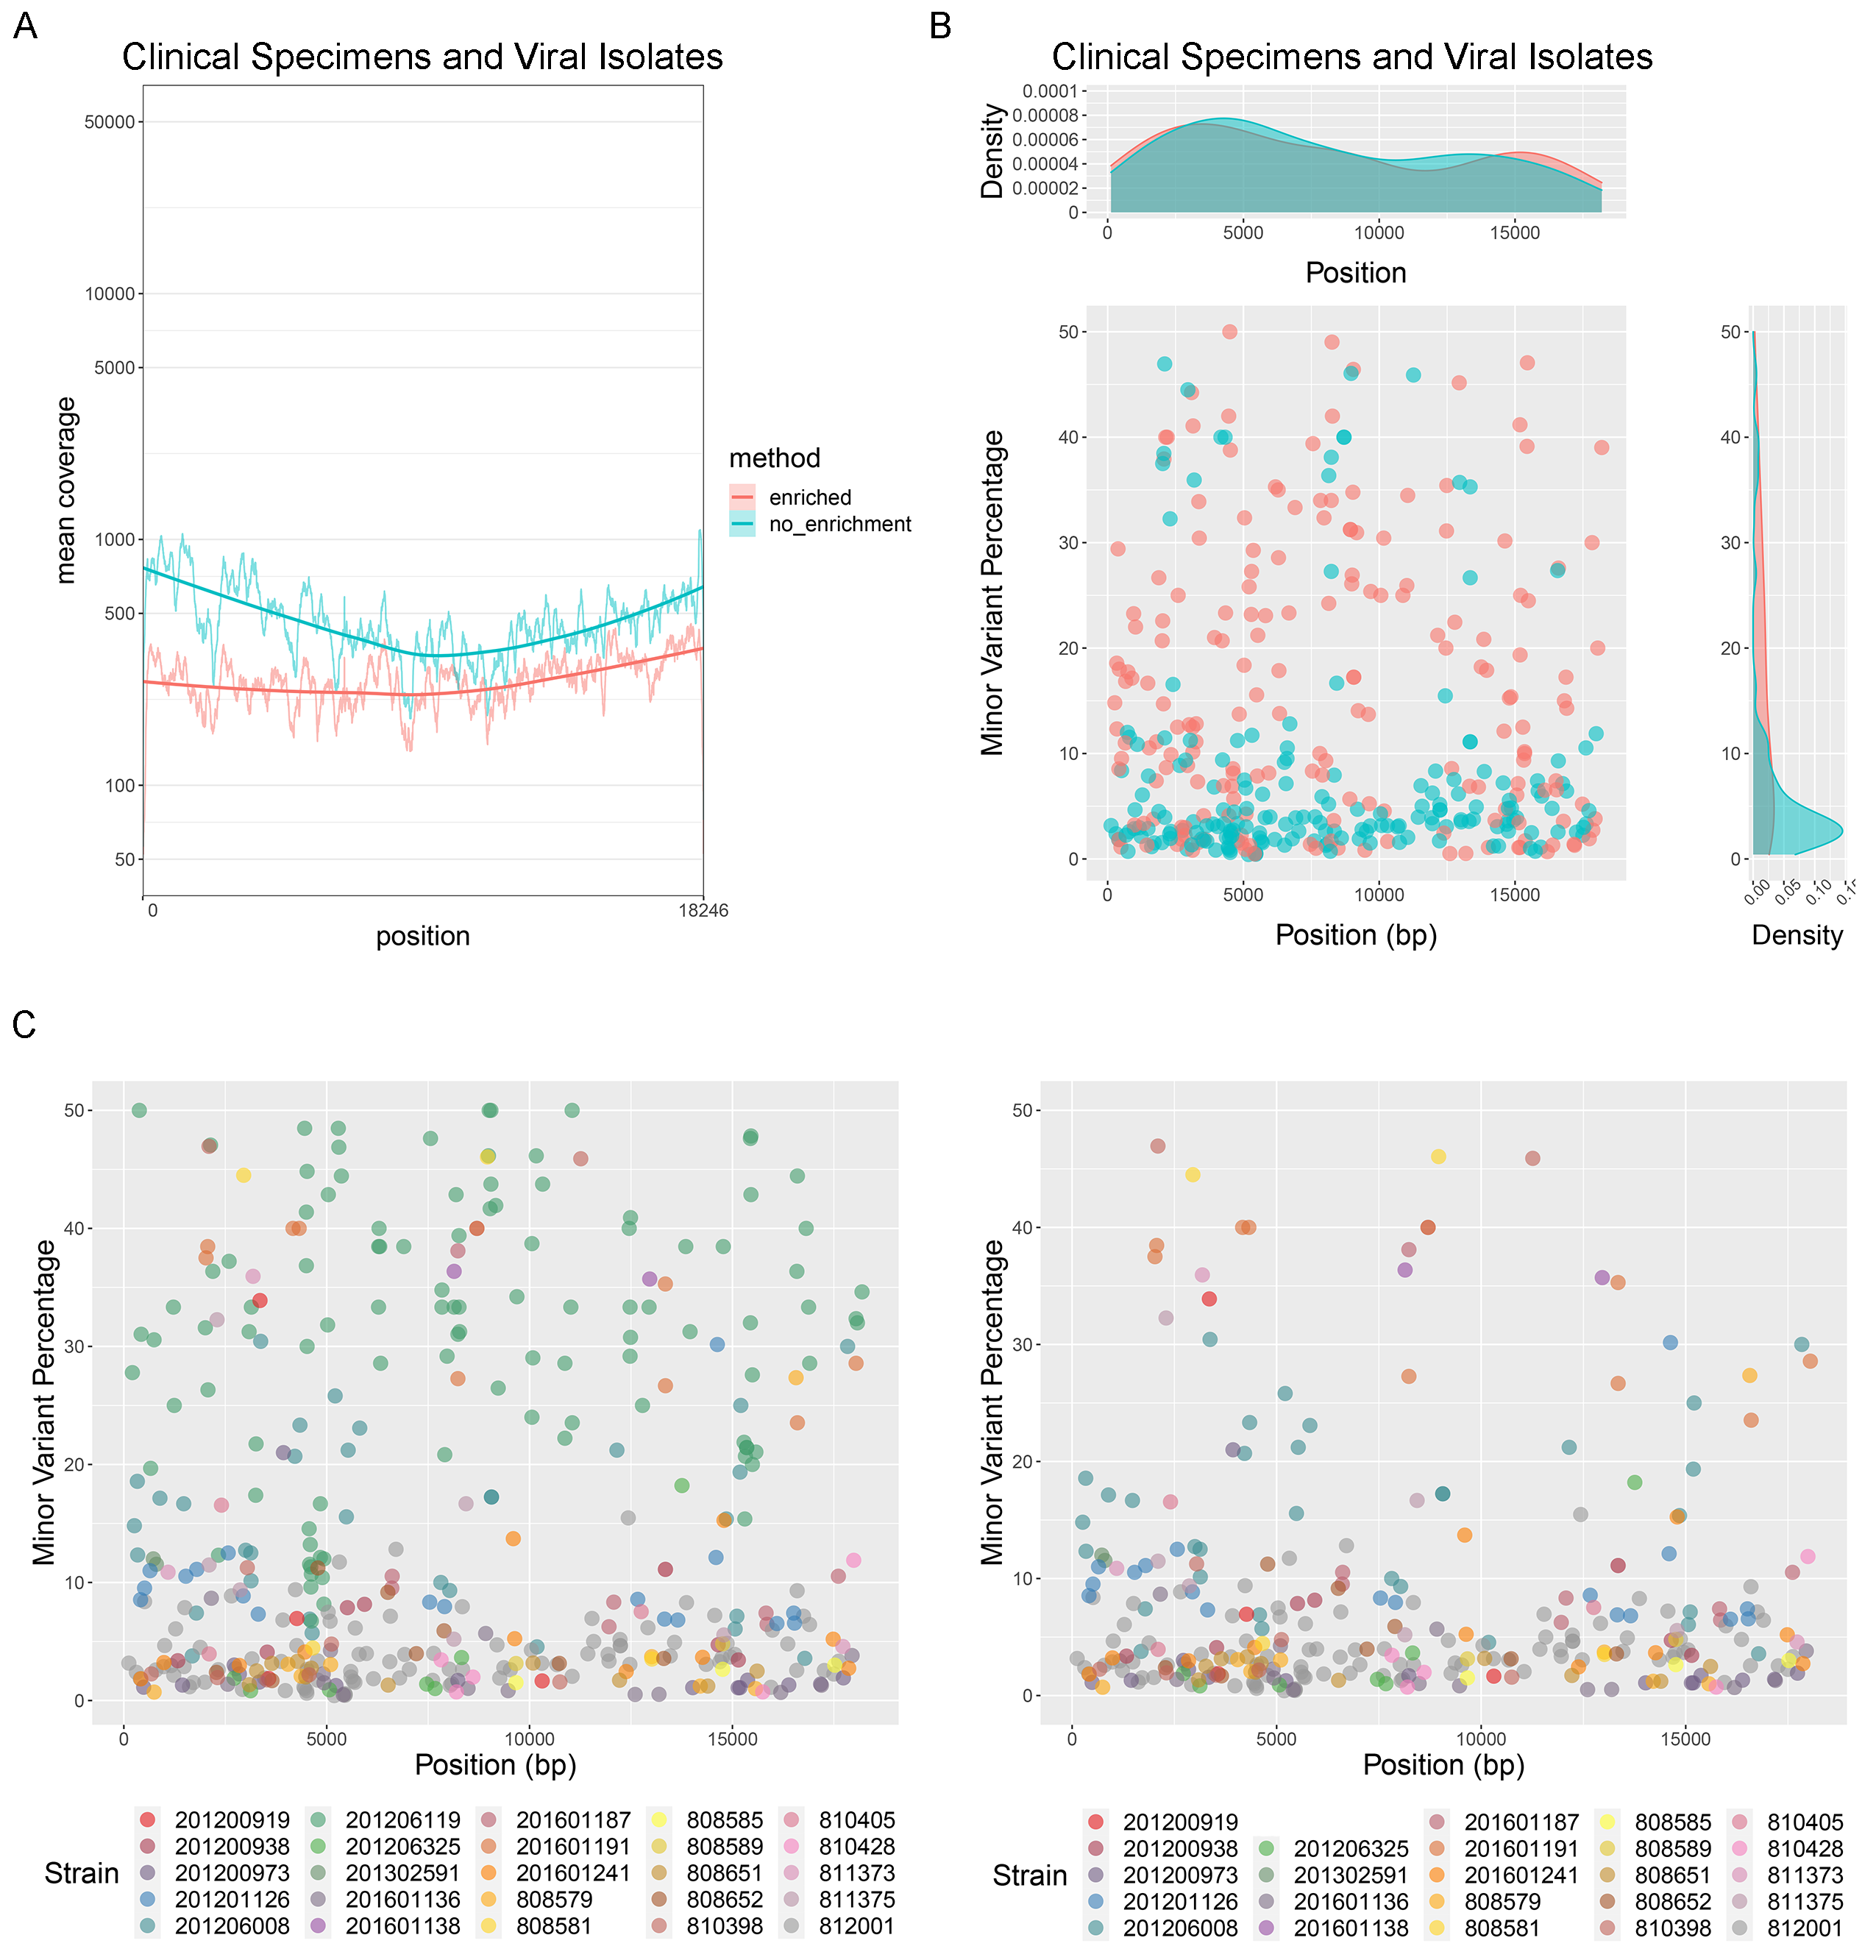 A
Clinical Specimens and Viral Isolates
50000
10000
5000
1000
500
100
50
mean coverage
0
18246
position
method
enriched
no_enrichment
B
Clinical Specimens and Viral Isolates
0.0001
0.00008
0.00006
0.00004
0.00002
0
Density
0 5000 10000 15000
Position
50
40
30
20
10
0
Minor Variant Percentage
0 5000 10000 15000
Position (bp)
50
40
30
20
10
0
0.00 0.05 0.10
Density
C
50
40
30
20
10
0
Minor Variant Percentage
0 5000 10000 15000
Position (bp)
Strain
201200919 201206119 201601187 808585 810405
201200938 201206325 201601191 808589 810428
201200973 201302591 201601241 808651 811373
201201126 201601136 808579 808652 811375
201206008 201601138 808581 810398 812001
50
40
30
20
10
0
Minor Variant Percentage
0 5000 10000 15000
Position (bp)
Strain
201200919 201601187 808585 810405
201200938 201206325 201601191 808589 810428
201200973 201302591 201601241 808651 811373
201201126 201601136 808579 808652 811375
201206008 201601138 808581 810398 812001